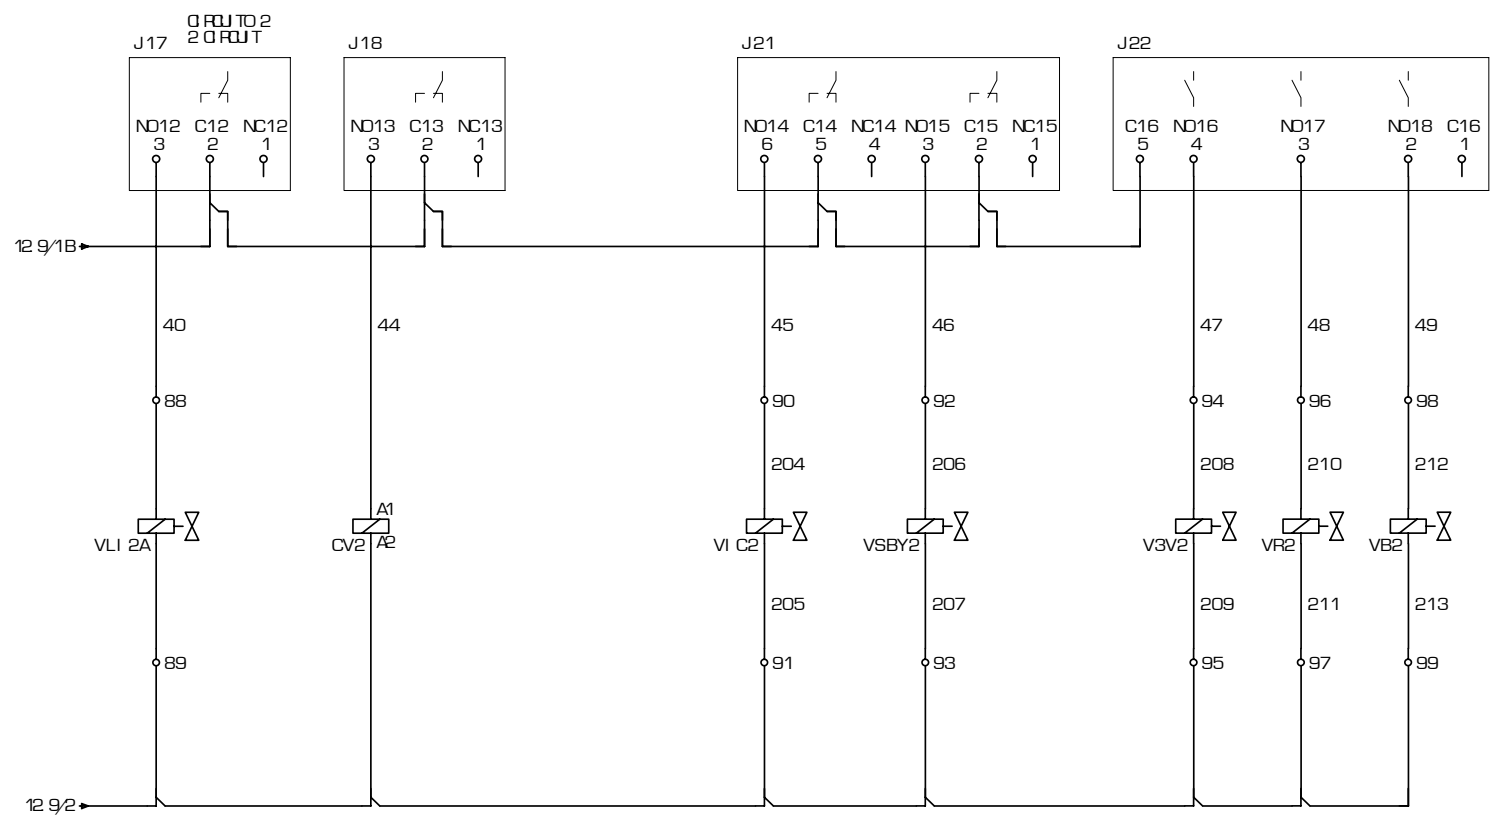 CIRCUITO 2
2 CIRCUIT
J17 J18 J21 J22
NO12 C12 NC12 NO13 C13 NC13 NO14 C14 NC14 NO15 C15 NC15 C16 NO16 NO17 NO18 C16
3 2 1 3 2 1 6 5 4 3 2 1 5 4 3 2 1
12 9/1B
40 44 45 46 47 48 49
88 90 92 94 96 98
204 206 208 210 212
A1
VLI 2A CV2 A2 VIC2 VSBY2 V3V2 VR2 VB2
205 207 209 211 213
89 91 93 95 97 99
12 9/2